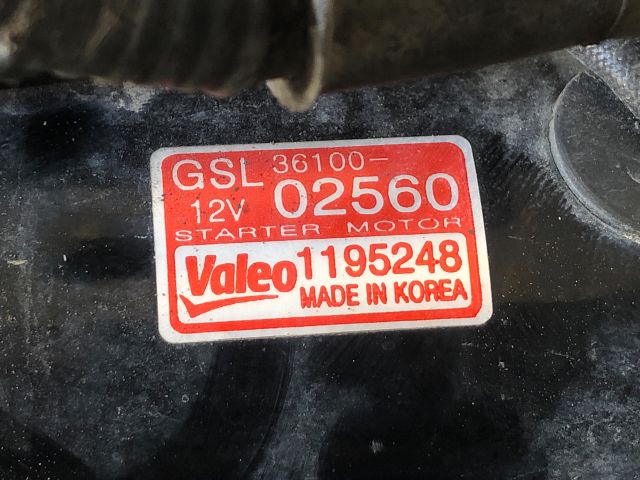 GSL 36100-
12V 02560
STARTER MOTOR
Valeo 1195248
MADE IN KOREA